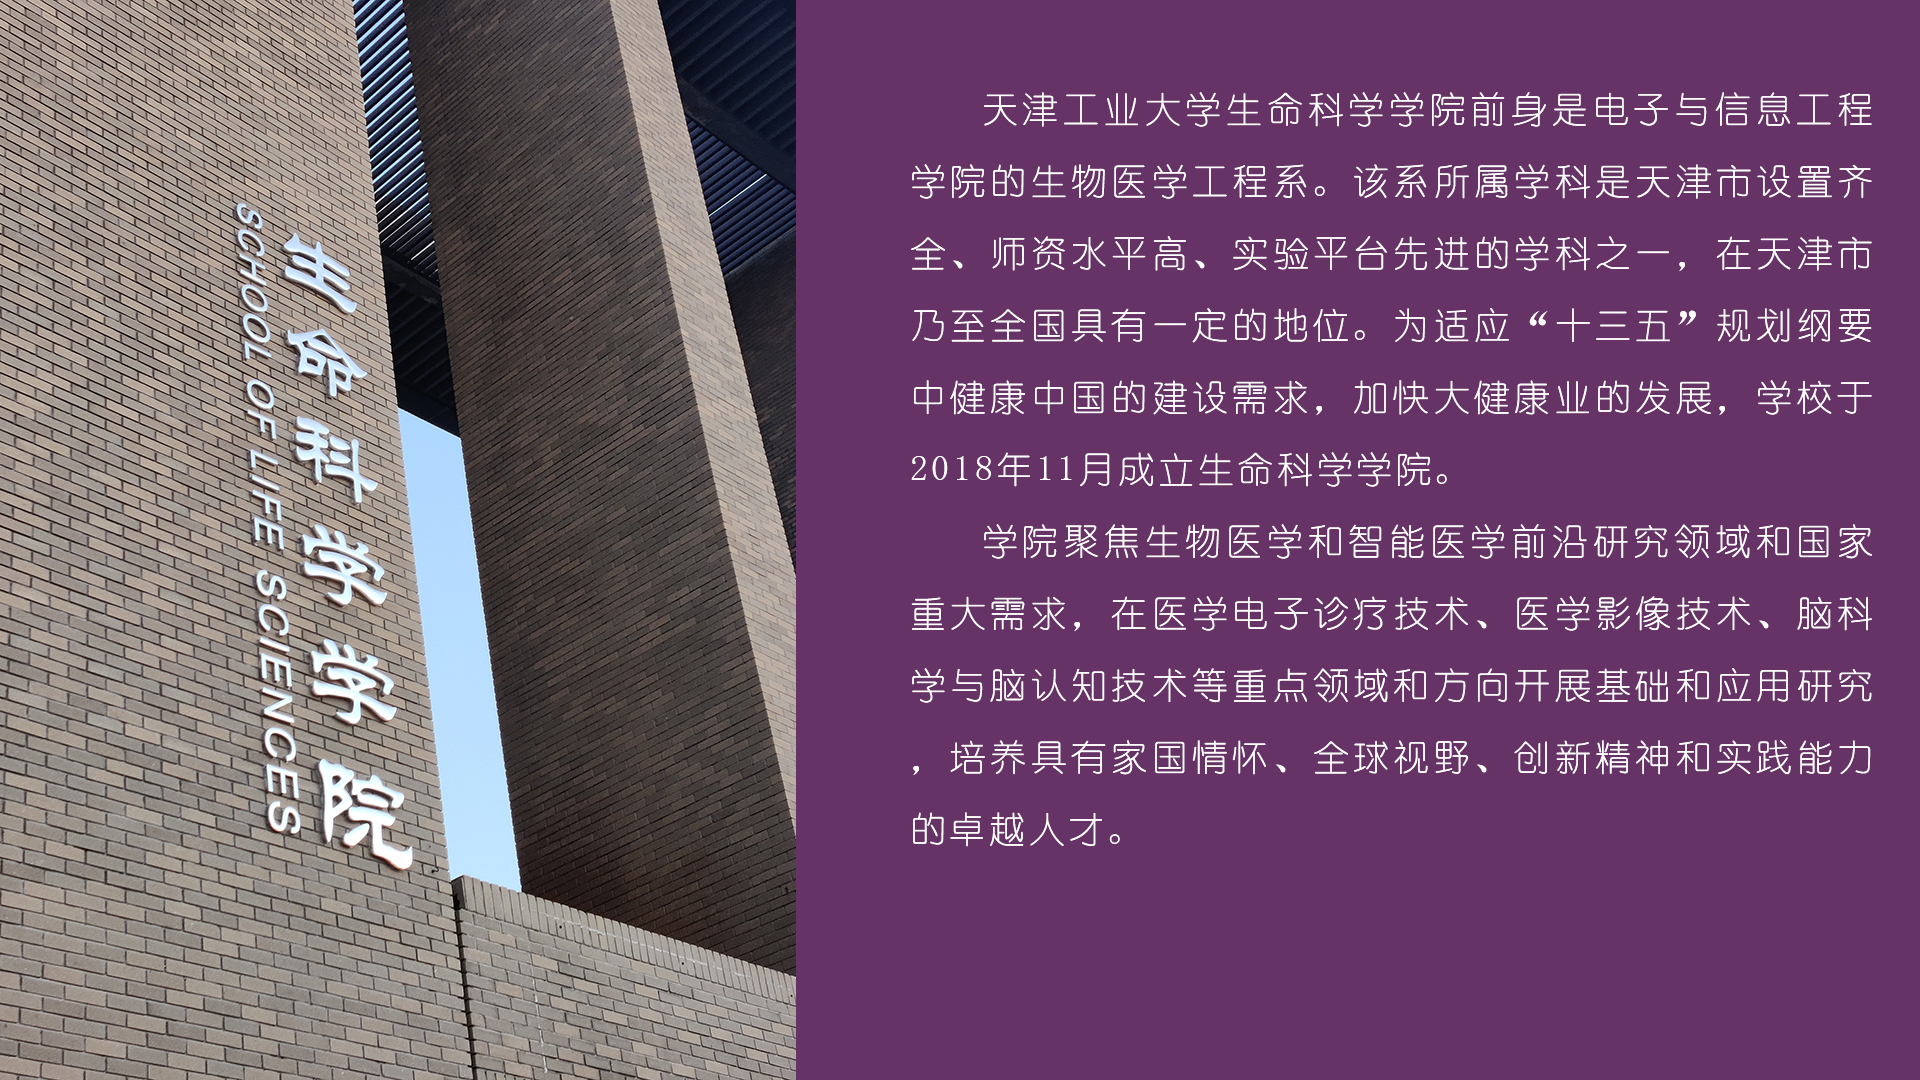 生命科学学院
SCHOOL OF LIFE SCIENCES
天津工业大学生命科学学院前身是电子与信息工程
学院的生物医学工程系。该系所属学科是天津市设置齐
全、师资水平高、实验平台先进的学科之一，在天津市
乃至全国具有一定的地位。为适应“十三五”规划纲要
中健康中国的建设需求，加快大健康业的发展，学校于
2018年11月成立生命科学学院。
学院聚焦生物医学和智能医学前沿研究领域和国家
重大需求，在医学电子诊疗技术、医学影像技术、脑科
学与脑认知技术等重点领域和方向开展基础和应用研究
，培养具有家国情怀、全球视野、创新精神和实践能力
的卓越人才。